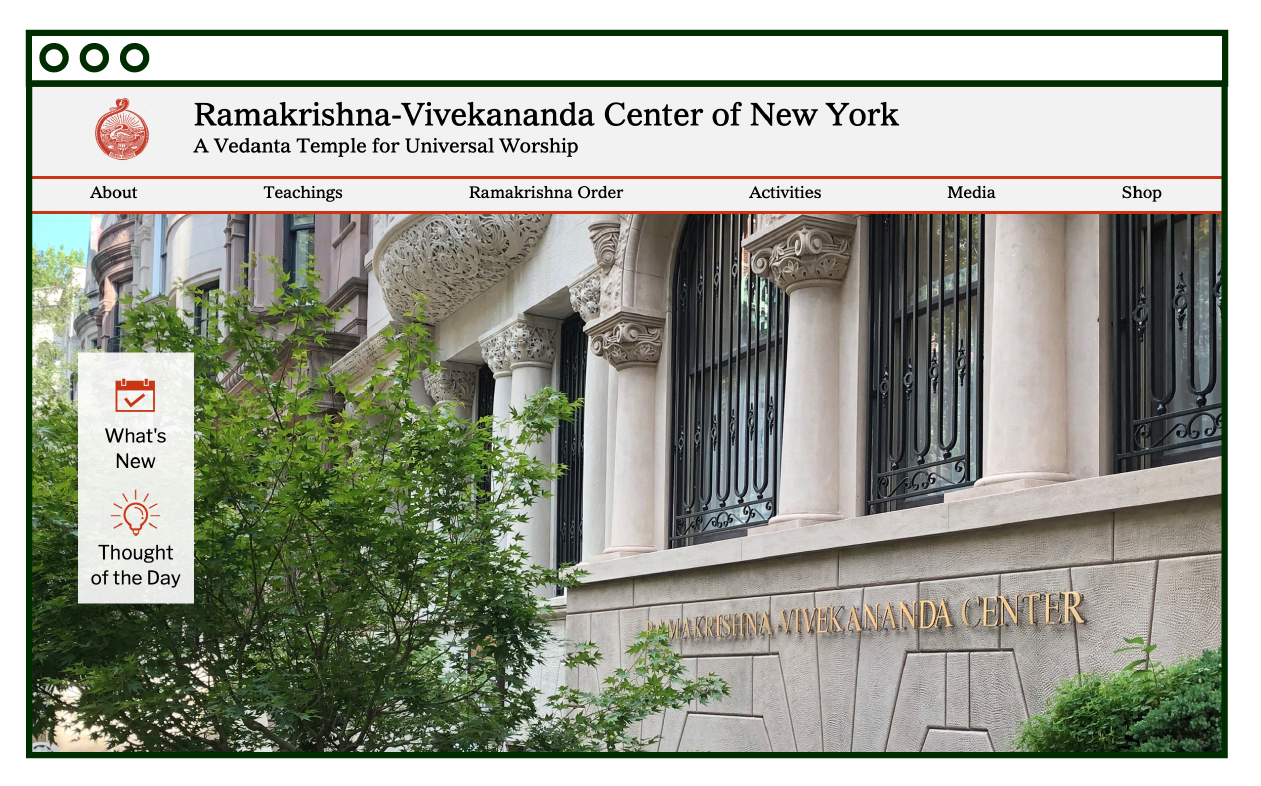 Ramakrishna-Vivekananda Center of New York
A Vedanta Temple for Universal Worship
About Teachings Ramakrishna Order Activities Media Shop
What's
New
Thought
of the Day
RAMAKRISHNA-VIVEKANANDA CENTER